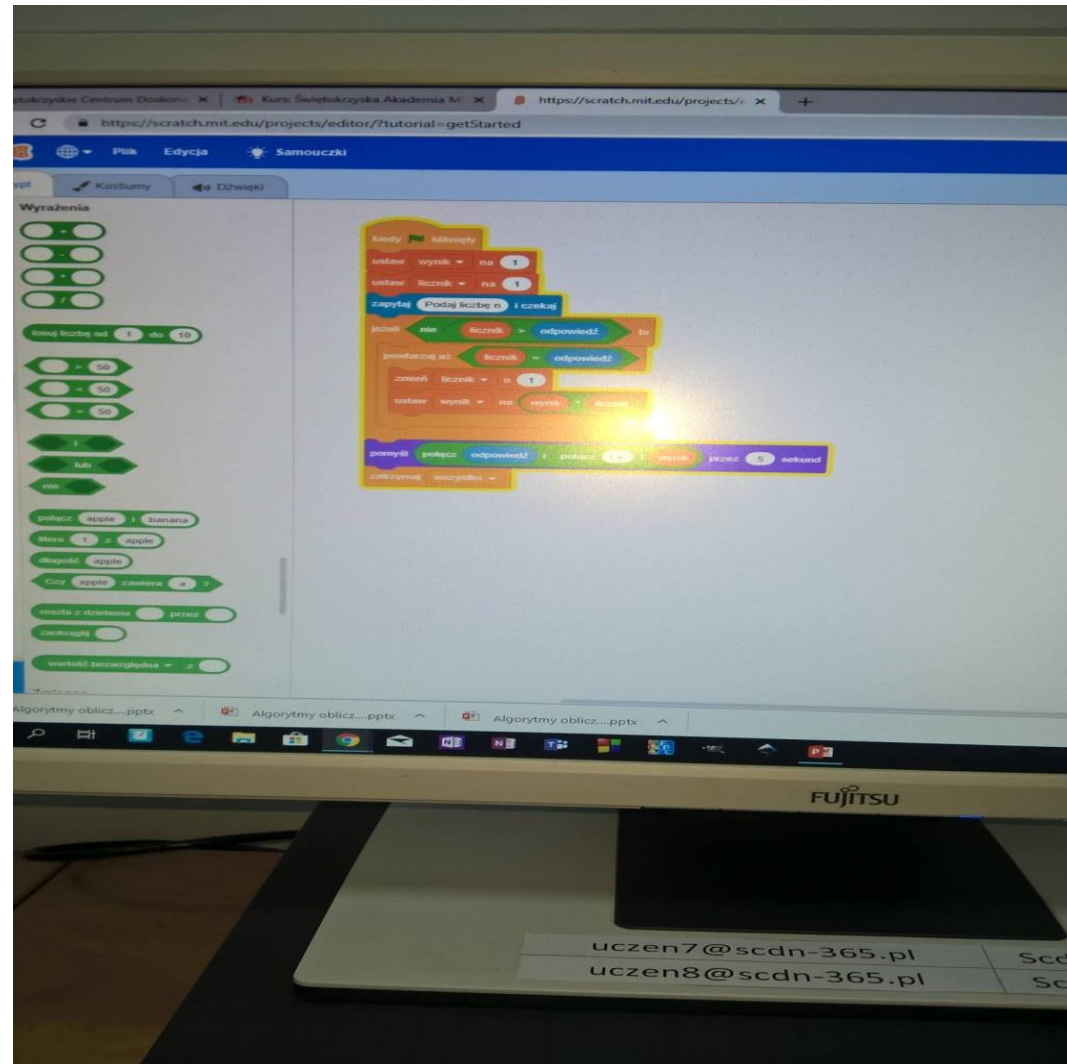 Świętokrzyskie Centrum Doskona
Kurs: Świętokrzyska Akademia M
https://scratch.mit.edu/projects/e
https://scratch.mit.edu/projects/editor/?tutorial=getStarted
Plik Edycja Samouczki
Kostiumy Dźwięki
Wyrażenia
+
-
*
/
losuj liczbę od 1 do 10
> 50
< 50
= 50
i
lub
nie
połącz apple i banana
litera 1 z apple
długość apple
Czy apple zawiera a ?
reszta z dzielenia przez
zaokrąglij
wartość bezwzględna z
kiedy kliknięty
ustaw wynik na 1
ustaw licznik na 1
zapytaj Podaj liczbę n i czekaj
jeżeli nie licznik > odpowiedź to
powtarzaj aż licznik = odpowiedź
zmień licznik o 1
ustaw wynik na wynik * licznik
pomyśl połącz odpowiedź i połącz i wynik przez 5 sekund
zatrzymaj wszystko
Algorytmy oblicz....pptx
Algorytmy oblicz....pptx
Algorytmy oblicz....pptx
FUJITSU
uczen7@scdn-365.pl Scd
uczen8@scdn-365.pl Sc